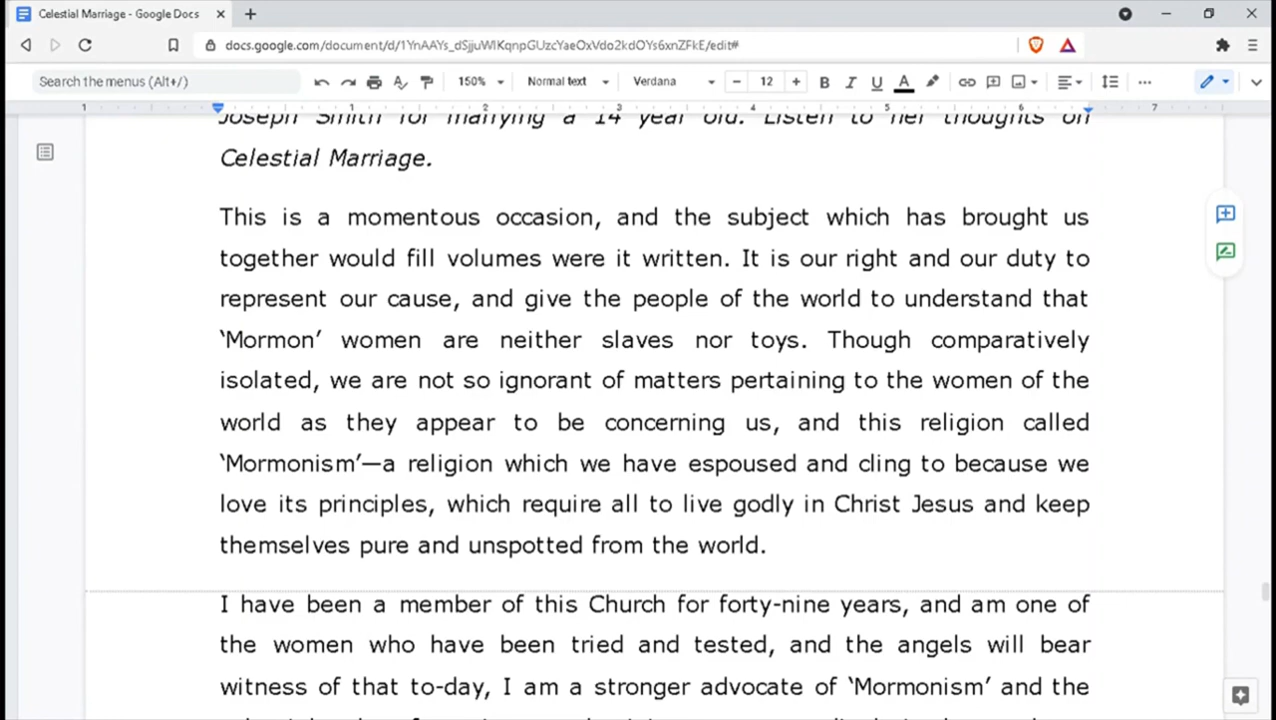 Celestial Marriage - Google Docs
docs.google.com/document/d/1YnAAYs_dSjjuWlKqnpGUzcYaeOxVdo2kdOYs6xnZFkE/edit#
Search the menus (Alt+/) 150% Normal text Verdana 12
1 1 2 3 4 5 6 7
Joseph Smith for marrying a 14 year old. Listen to her thoughts on
Celestial Marriage.
This is a momentous occasion, and the subject which has brought us
together would fill volumes were it written. It is our right and our duty to
represent our cause, and give the people of the world to understand that
‘Mormon’ women are neither slaves nor toys. Though comparatively
isolated, we are not so ignorant of matters pertaining to the women of the
world as they appear to be concerning us, and this religion called
‘Mormonism’—a religion which we have espoused and cling to because we
love its principles, which require all to live godly in Christ Jesus and keep
themselves pure and unspotted from the world.
I have been a member of this Church for forty-nine years, and am one of
the women who have been tried and tested, and the angels will bear
witness of that to-day, I am a stronger advocate of ‘Mormonism’ and the